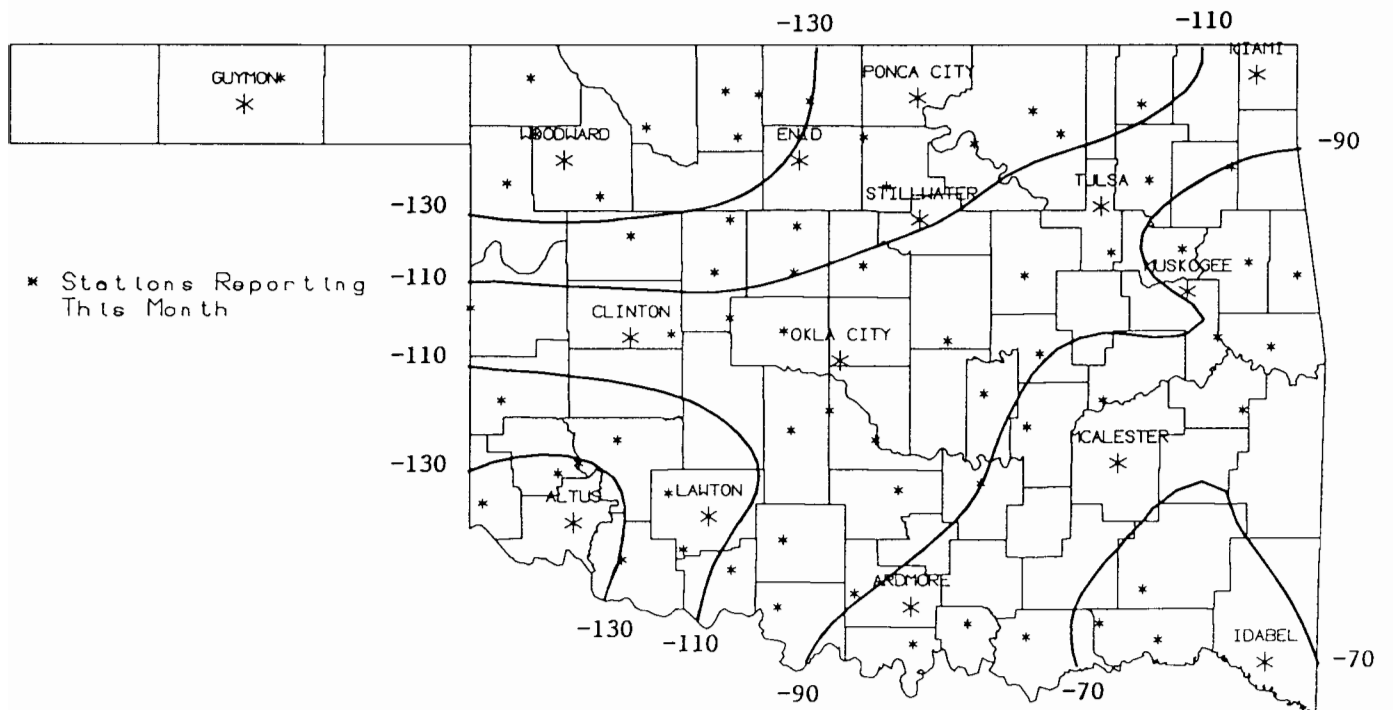 -130
-110
MIAMI
GUYMON
PONCA CITY
WOODWARD
ENID
-90
TULSA
STILLWATER
-130
MUSKOGEE
* Stations Reporting
This Month
-110
CLINTON
OKLA CITY
-110
MCALESTER
-130
ALTUS
LAWTON
ARDMORE
-130
-110
IDABEL
-70
-90
-70